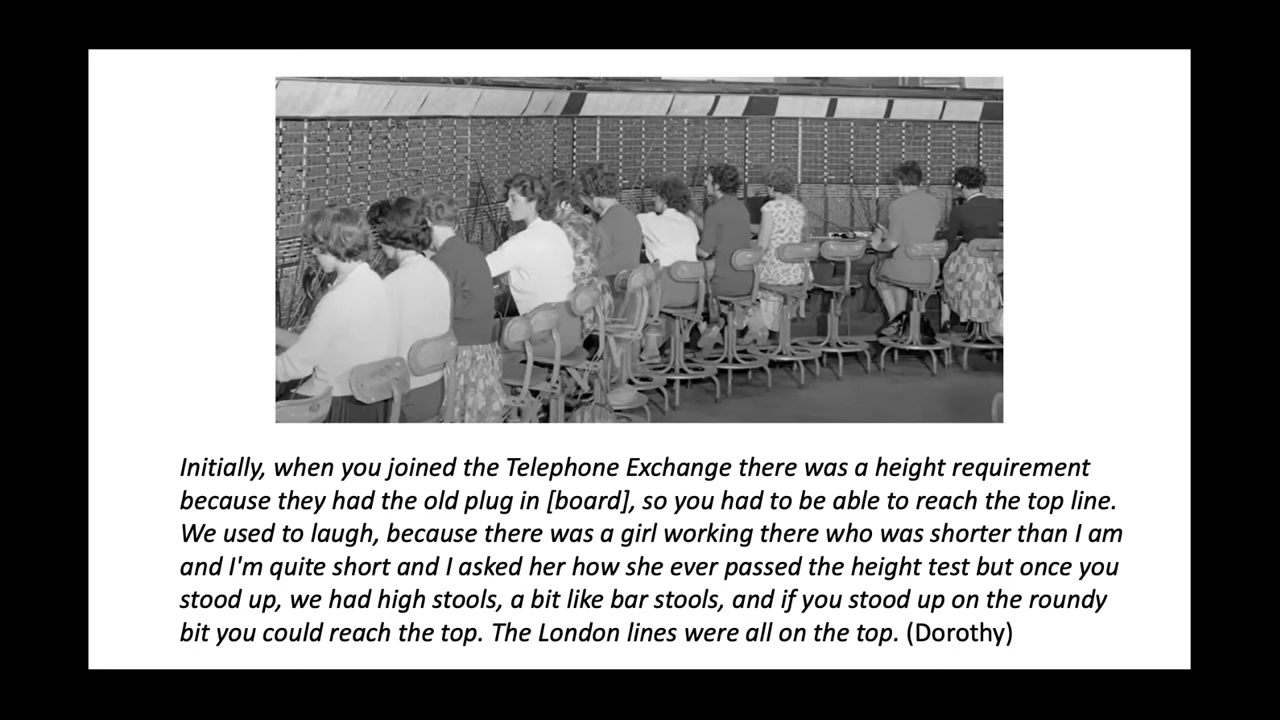 Initially, when you joined the Telephone Exchange there was a height requirement
because they had the old plug in [board], so you had to be able to reach the top line.
We used to laugh, because there was a girl working there who was shorter than I am
and I'm quite short and I asked her how she ever passed the height test but once you
stood up, we had high stools, a bit like bar stools, and if you stood up on the roundy
bit you could reach the top. The London lines were all on the top. (Dorothy)